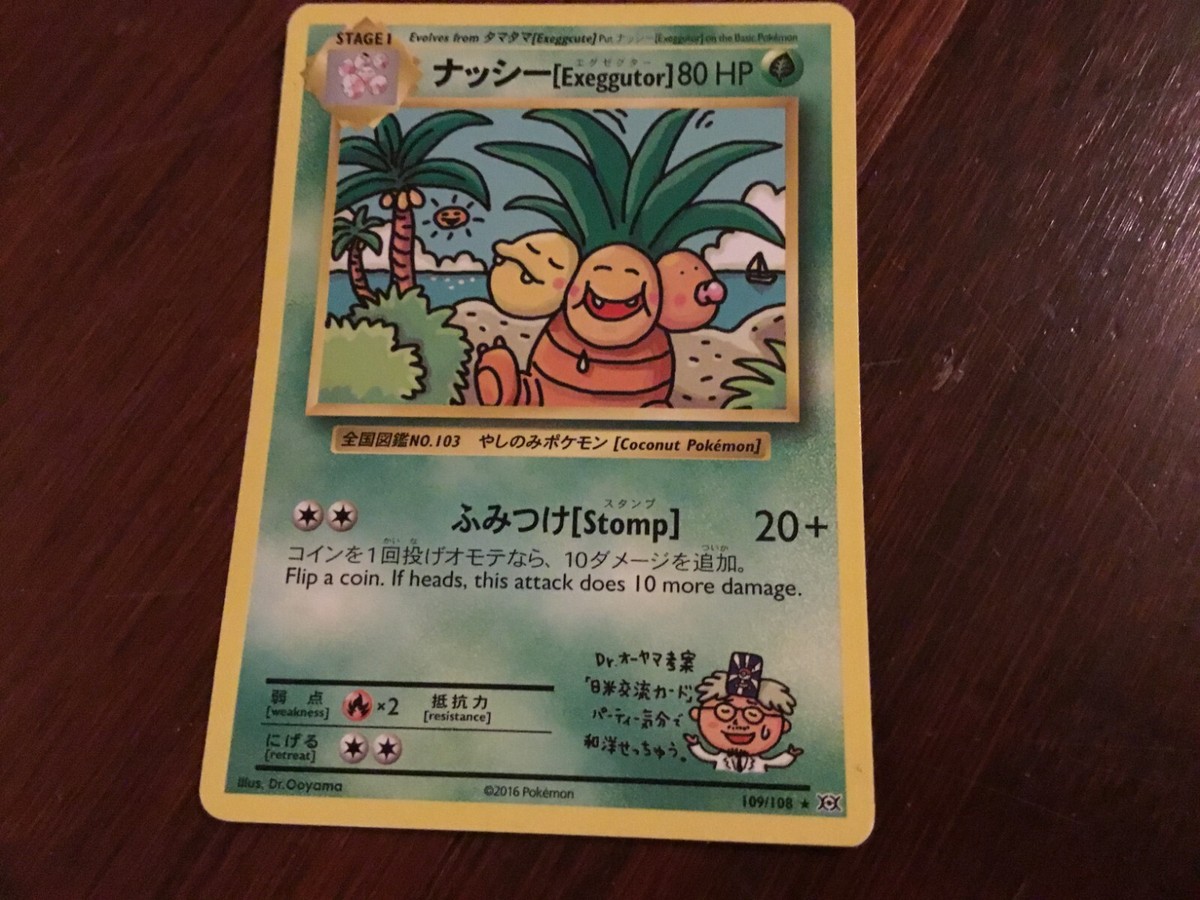 STAGE 1 Evolves from タマタマ[Exeggcute] Put ナッシー[Exeggutor] on the Basic Pokémon
エグゼクター
ナッシー[Exeggutor] 80 HP
全国図鑑NO.103 やしのみポケモン [Coconut Pokémon]
スタンプ
ふみつけ[Stomp] 20+
かい な ついか
コインを1回投げオモテなら、10ダメージを追加。
Flip a coin. If heads, this attack does 10 more damage.
Dr.オーヤマ考案
「日米交流カード」
パーティー気分で
和洋せっちゅう。
弱点 ×2 抵抗力
[weakness] [resistance]
にげる
[retreat]
Illus. Dr.Ooyama ©2016 Pokémon 109/108 ★